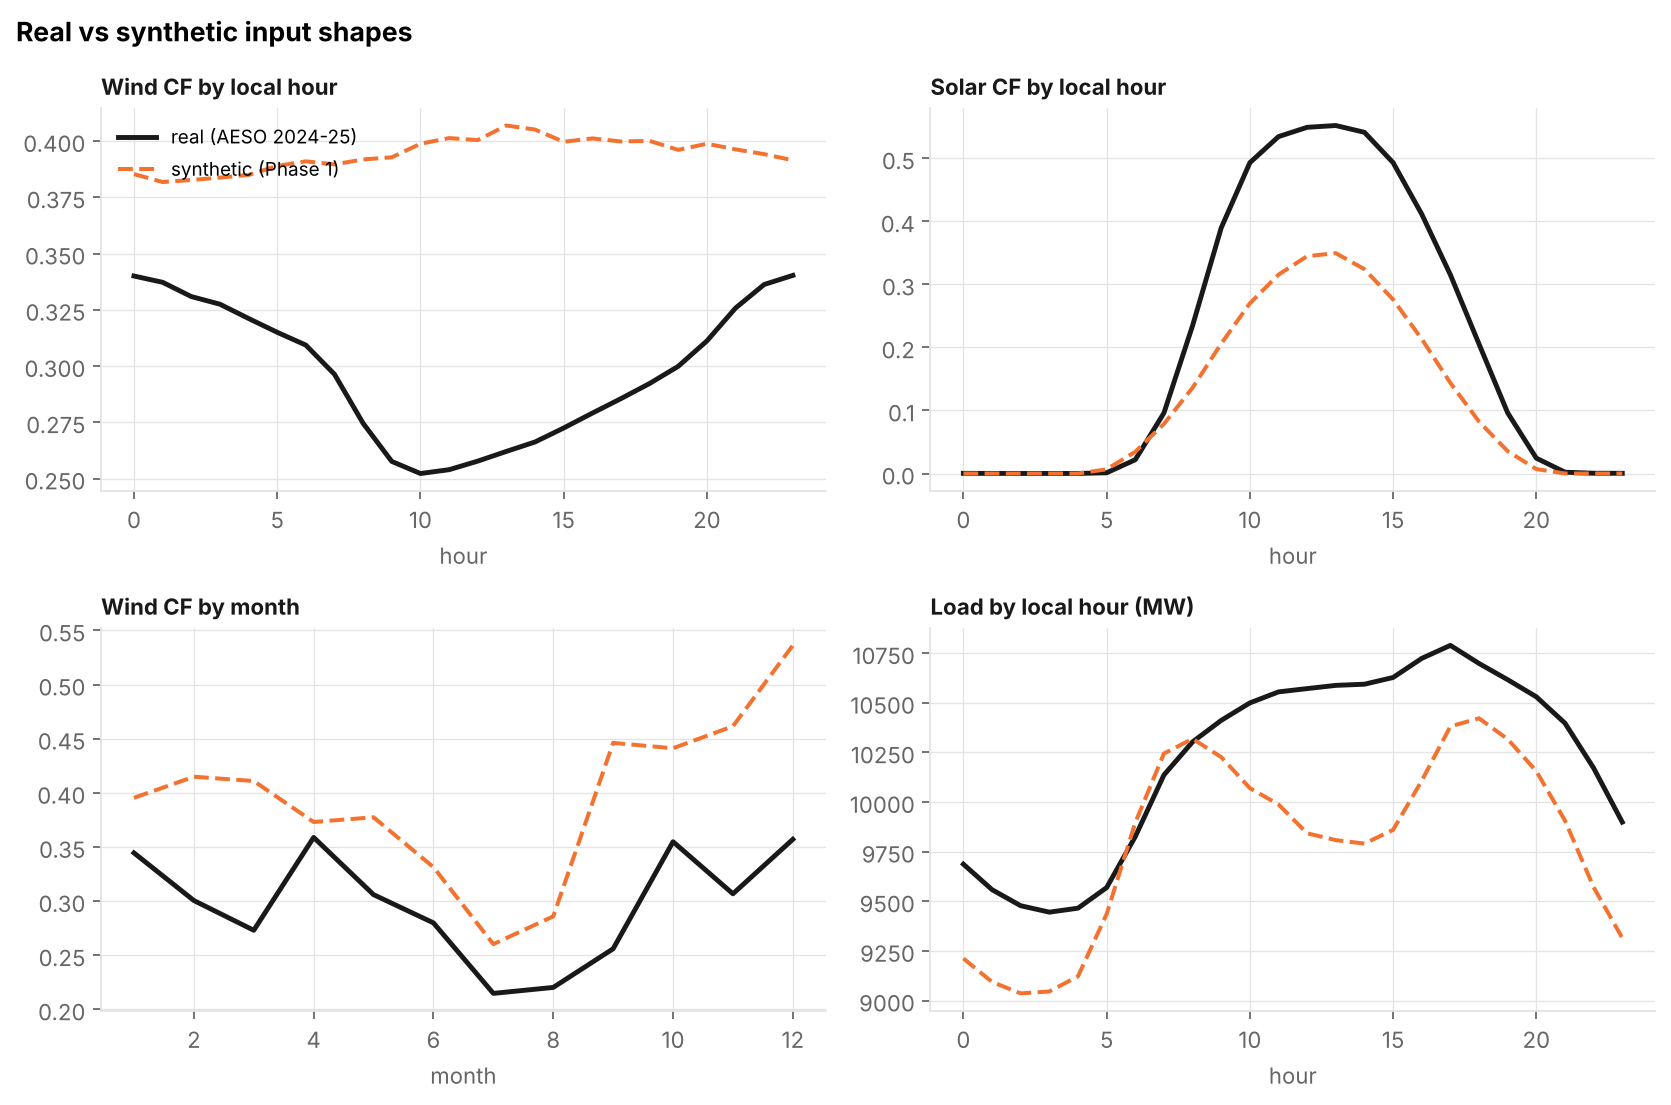 Real vs synthetic input shapes
Wind CF by local hour
real (AESO 2024-25)
synthetic (Phase 1)
0.400
0.375
0.350
0.325
0.300
0.275
0.250
0 5 10 15 20
hour
Solar CF by local hour
0.5
0.4
0.3
0.2
0.1
0.0
0 5 10 15 20
hour
Wind CF by month
0.55
0.50
0.45
0.40
0.35
0.30
0.25
0.20
2 4 6 8 10 12
month
Load by local hour (MW)
10750
10500
10250
10000
9750
9500
9250
9000
0 5 10 15 20
hour